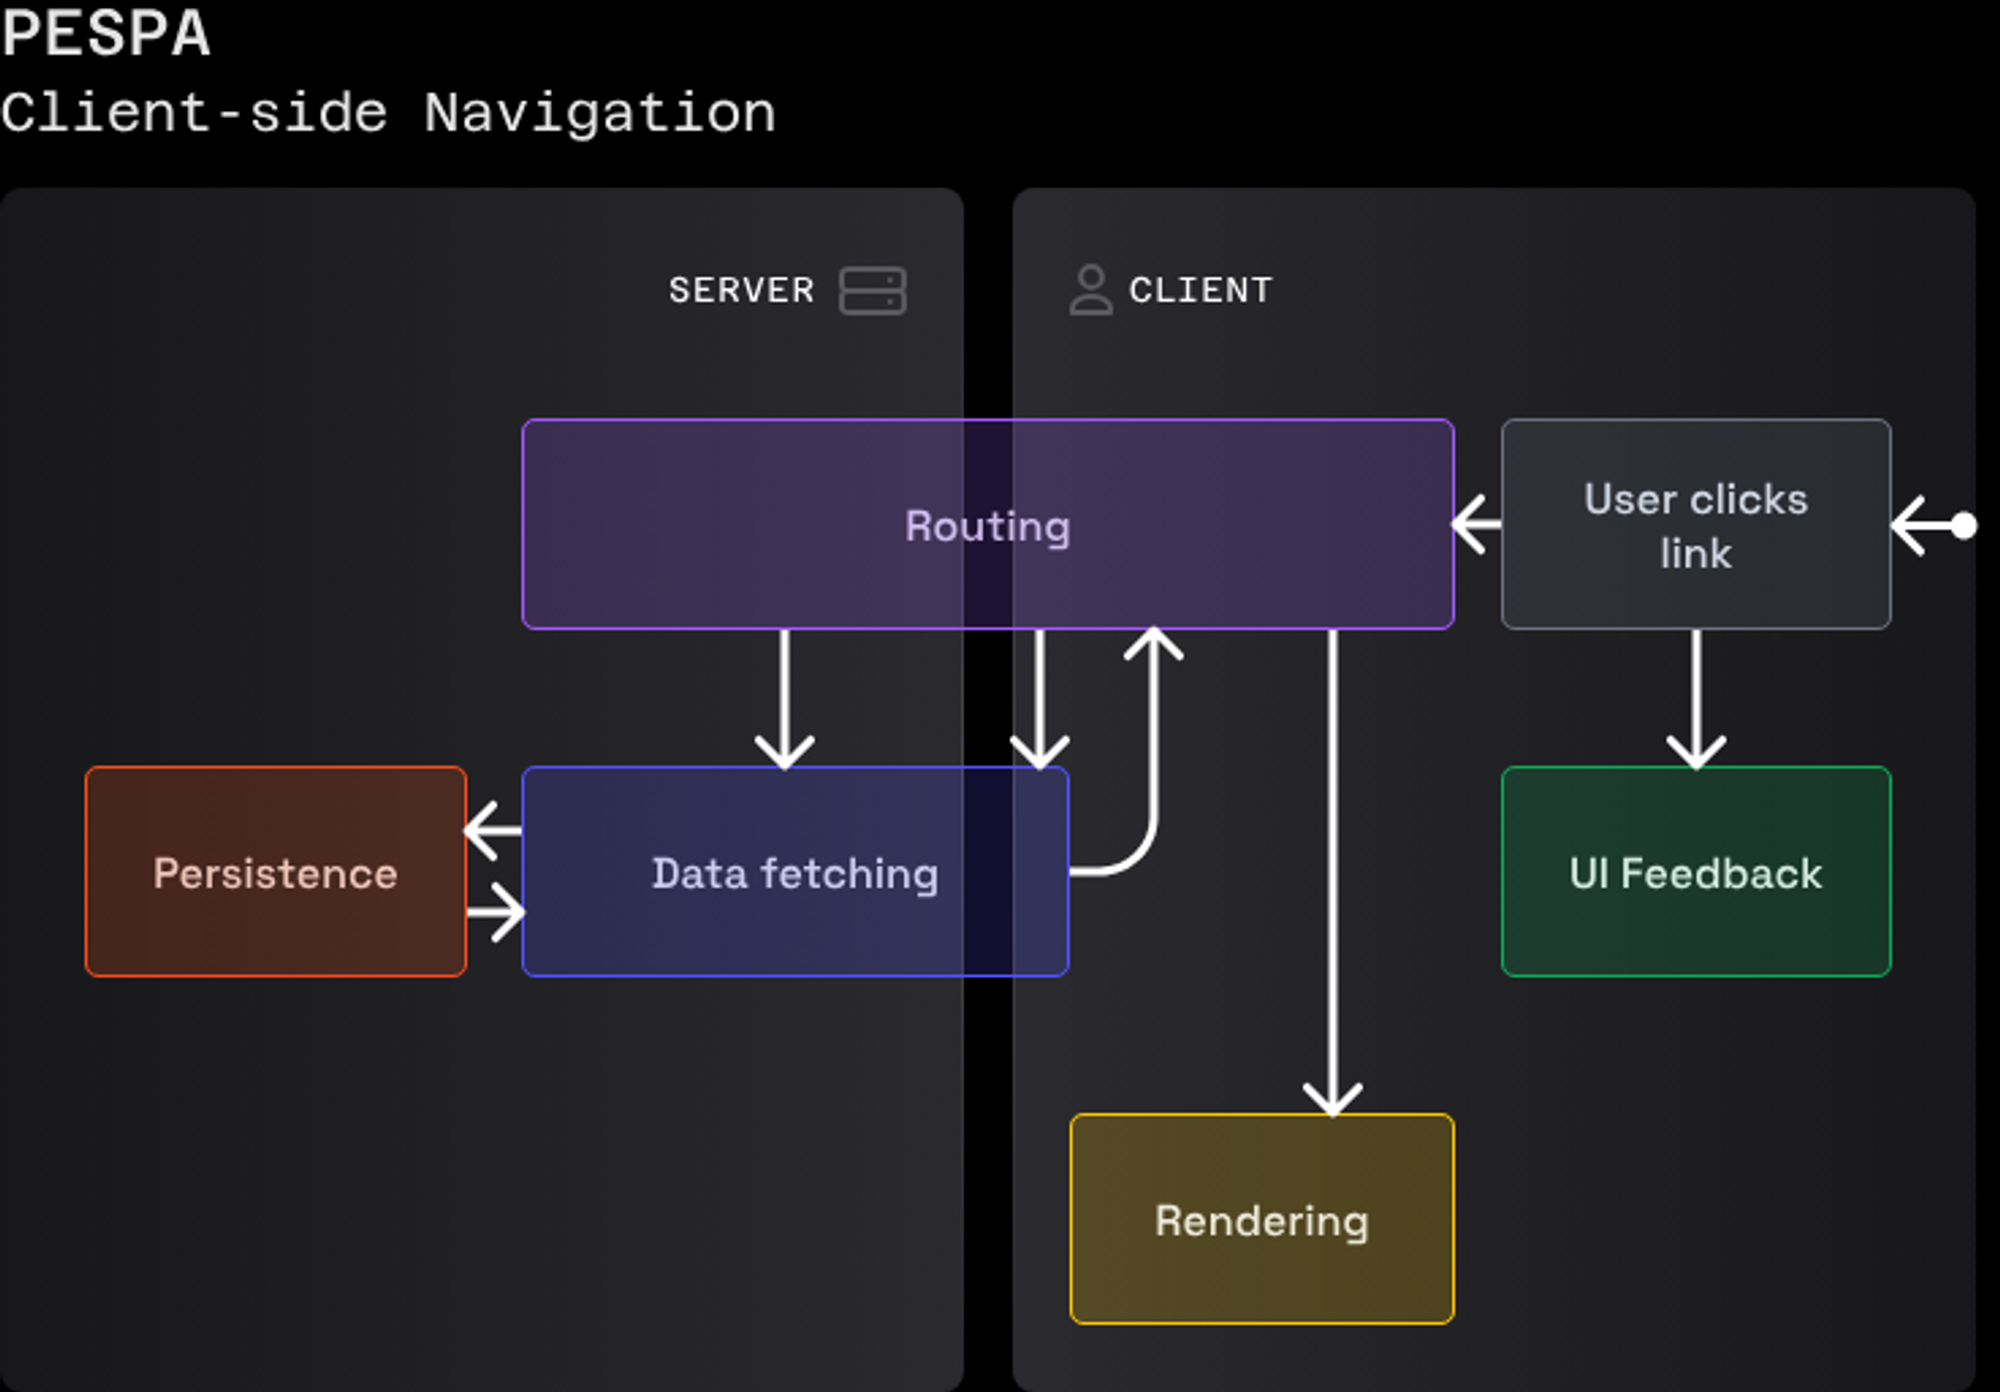 PESPA
Client-side Navigation
SERVER
CLIENT
Routing
User clicks
link
Persistence
Data fetching
UI Feedback
Rendering